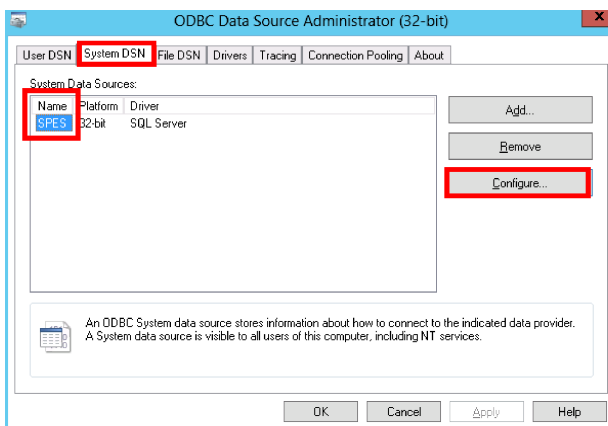 ODBC Data Source Administrator (32-bit)
x
User DSN System DSN File DSN Drivers Tracing Connection Pooling About
System Data Sources:
Name Platform Driver
SPES 32-bit SQL Server
Add...
Remove
Configure...
An ODBC System data source stores information about how to connect to the indicated data provider.
A System data source is visible to all users of this computer, including NT services.
OK Cancel Apply Help